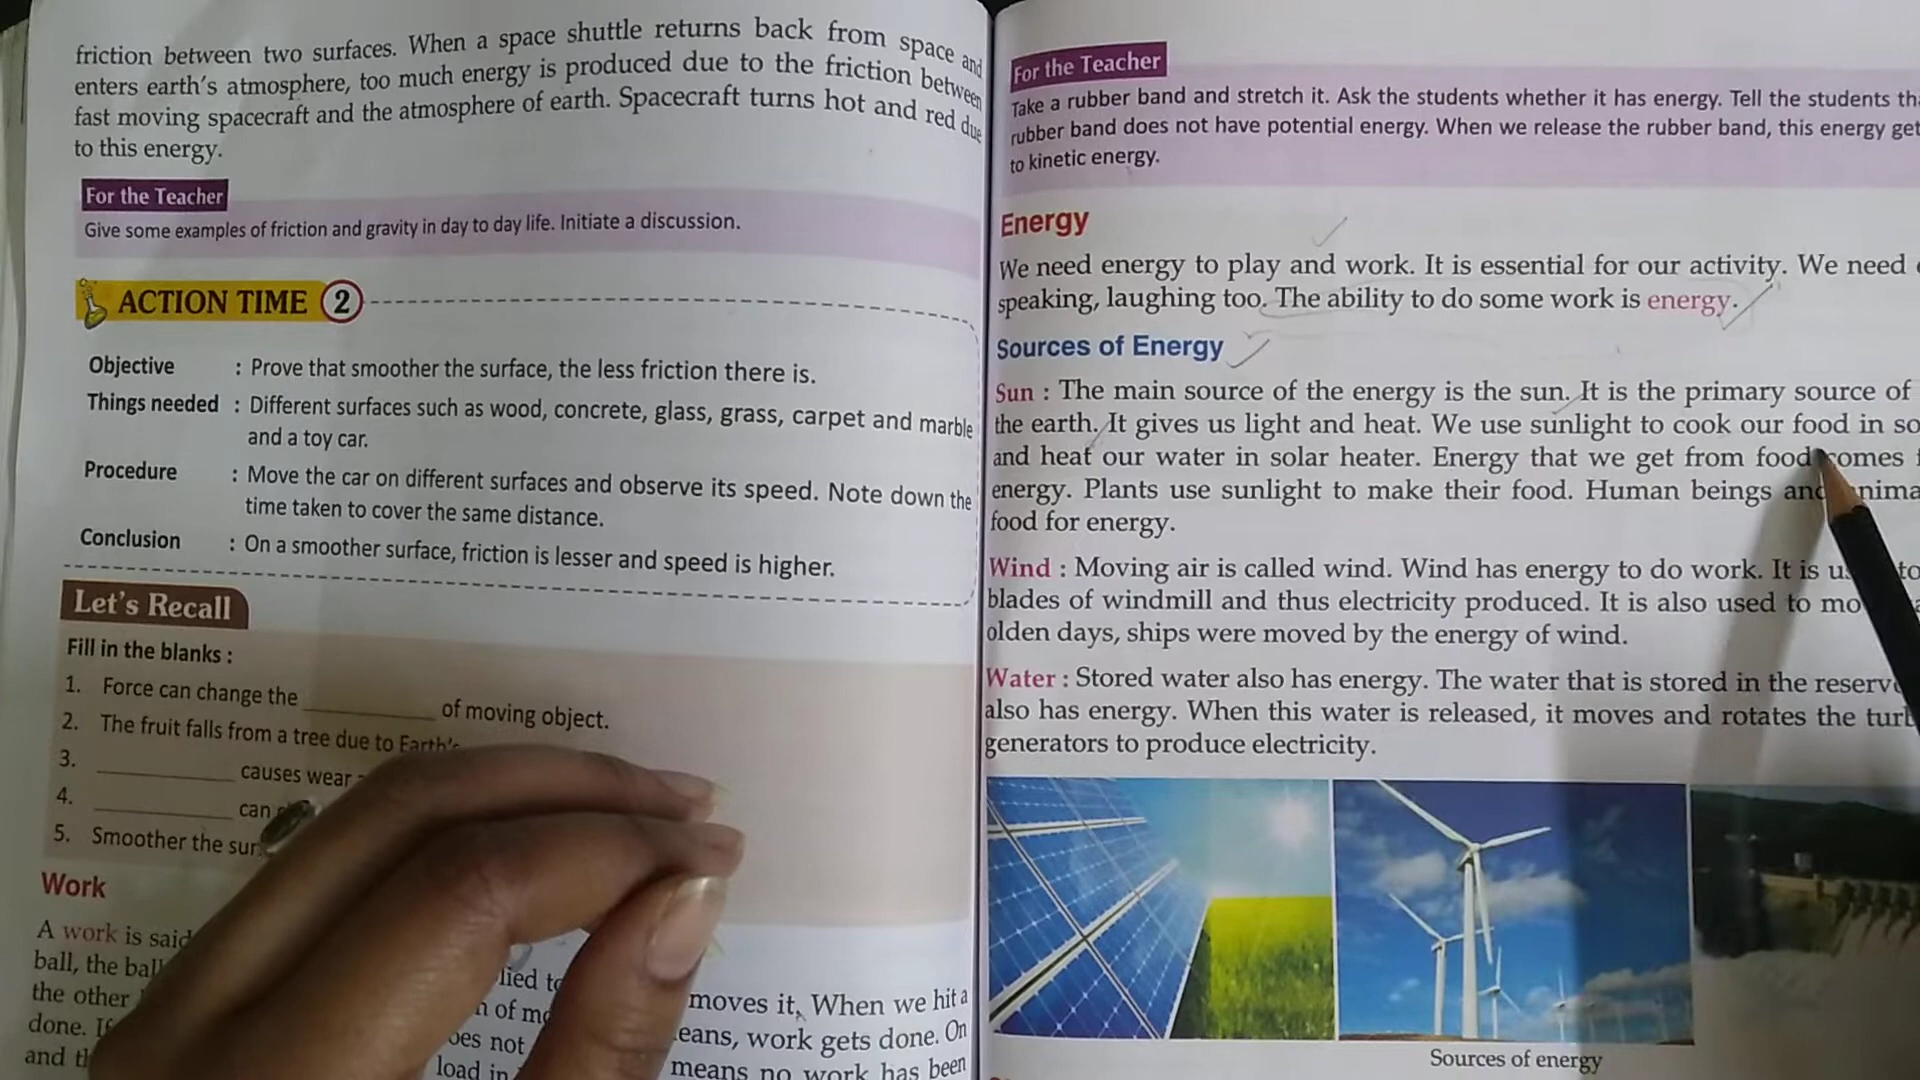 friction between two surfaces. When a space shuttle returns back from space and
enters earth's atmosphere, too much energy is produced due to the friction between
fast moving spacecraft and the atmosphere of earth. Spacecraft turns hot and red due
to this energy.
For the Teacher
Give some examples of friction and gravity in day to day life. Initiate a discussion.
ACTION TIME 2
Objective : Prove that smoother the surface, the less friction there is.
Things needed : Different surfaces such as wood, concrete, glass, grass, carpet and marble
and a toy car.
Procedure : Move the car on different surfaces and observe its speed. Note down the
time taken to cover the same distance.
Conclusion : On a smoother surface, friction is lesser and speed is higher.
Let's Recall
Fill in the blanks :
1. Force can change the __________ of moving object.
2. The fruit falls from a tree due to Earth's
3. __________ causes wear
4. __________ can
5. Smoother the
Work
A work is said moves it. When we hit a
ball, the ball of work gets done. On
the other not means no work has been
done. load in
and
For the Teacher
Take a rubber band and stretch it. Ask the students whether it has energy. Tell the students
rubber band does not have potential energy. When we release the rubber band, this energy
to kinetic energy.
Energy
We need energy to play and work. It is essential for our activity. We need
speaking, laughing too. The ability to do some work is energy.
Sources of Energy
Sun : The main source of the energy is the sun. It is the primary source of
the earth. It gives us light and heat. We use sunlight to cook our food in
and heat our water in solar heater. Energy that we get from food comes
energy. Plants use sunlight to make their food. Human beings and
food for energy.
Wind : Moving air is called wind. Wind has energy to do work. It is to
blades of windmill and thus electricity produced. It is also used to
olden days, ships were moved by the energy of wind.
Water : Stored water also has energy. The water that is stored in the
also has energy. When this water is released, it moves and rotates the
generators to produce electricity.
Sources of energy